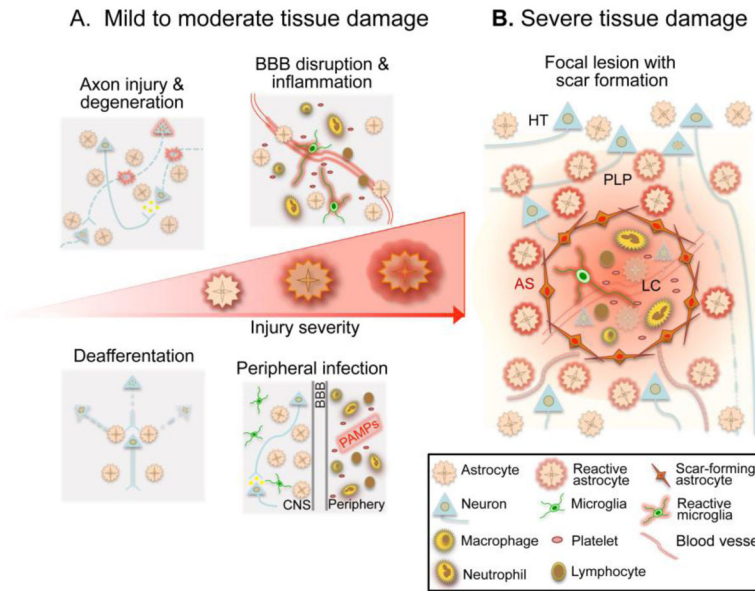 A. Mild to moderate tissue damage
Axon injury &
degeneration
BBB disruption &
inflammation
Injury severity
Deafferentation
Peripheral infection
BBB
PAMPs
CNS
Periphery
B. Severe tissue damage
Focal lesion with
scar formation
HT
PLP
AS
LC
Astrocyte
Reactive
astrocyte
Scar-forming
astrocyte
Neuron
Microglia
Reactive
microglia
Macrophage
Platelet
Blood vesse
Neutrophil
Lymphocyte